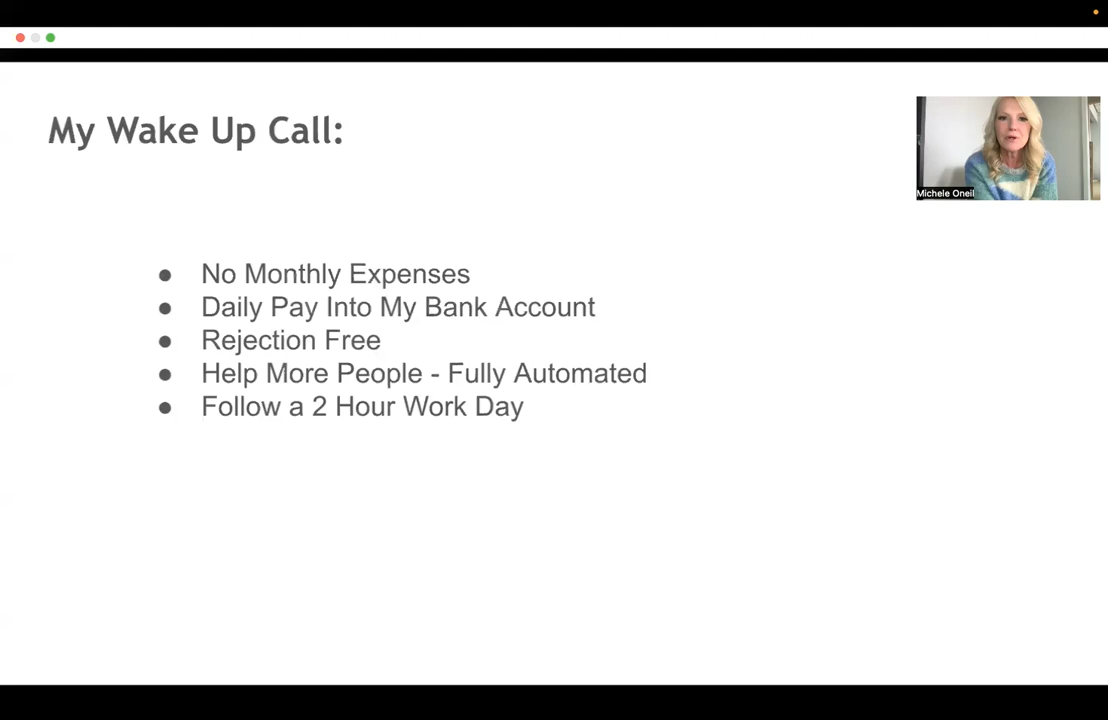 My Wake Up Call:
Michele Oneil
● No Monthly Expenses
● Daily Pay Into My Bank Account
● Rejection Free
● Help More People - Fully Automated
● Follow a 2 Hour Work Day